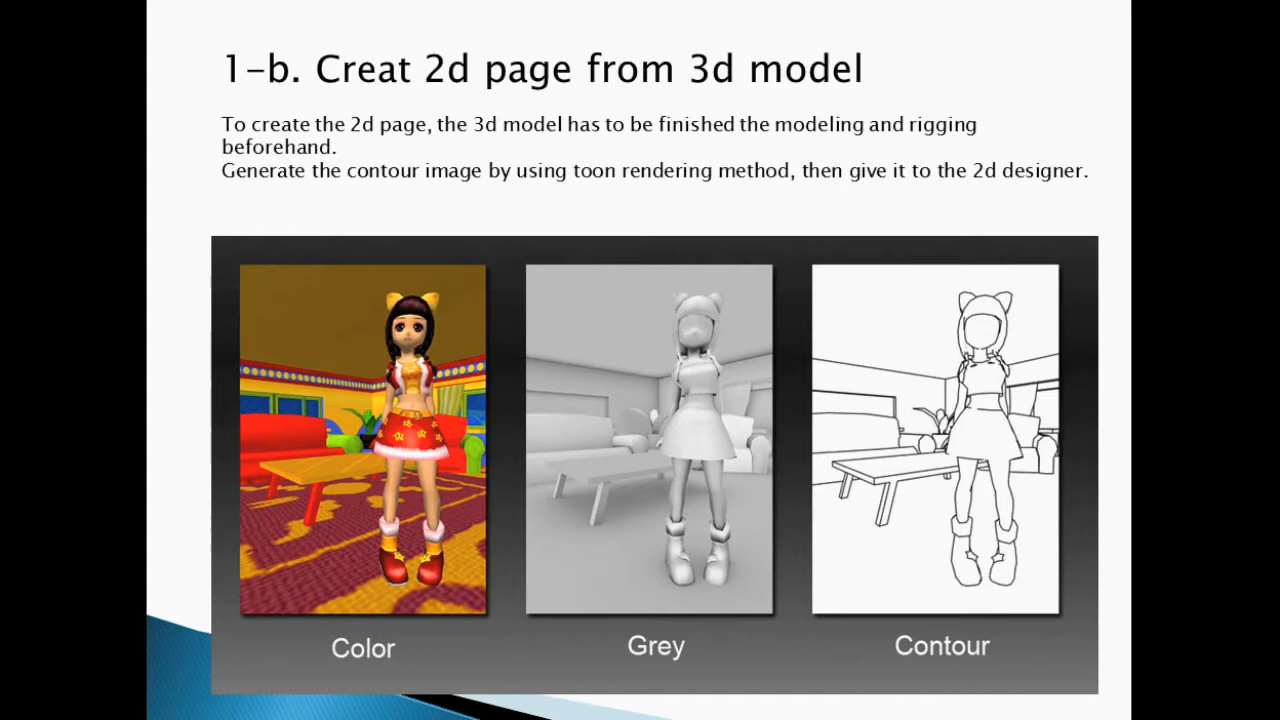 1-b. Creat 2d page from 3d model
To create the 2d page, the 3d model has to be finished the modeling and rigging
beforehand.
Generate the contour image by using toon rendering method, then give it to the 2d designer.
Color
Grey
Contour